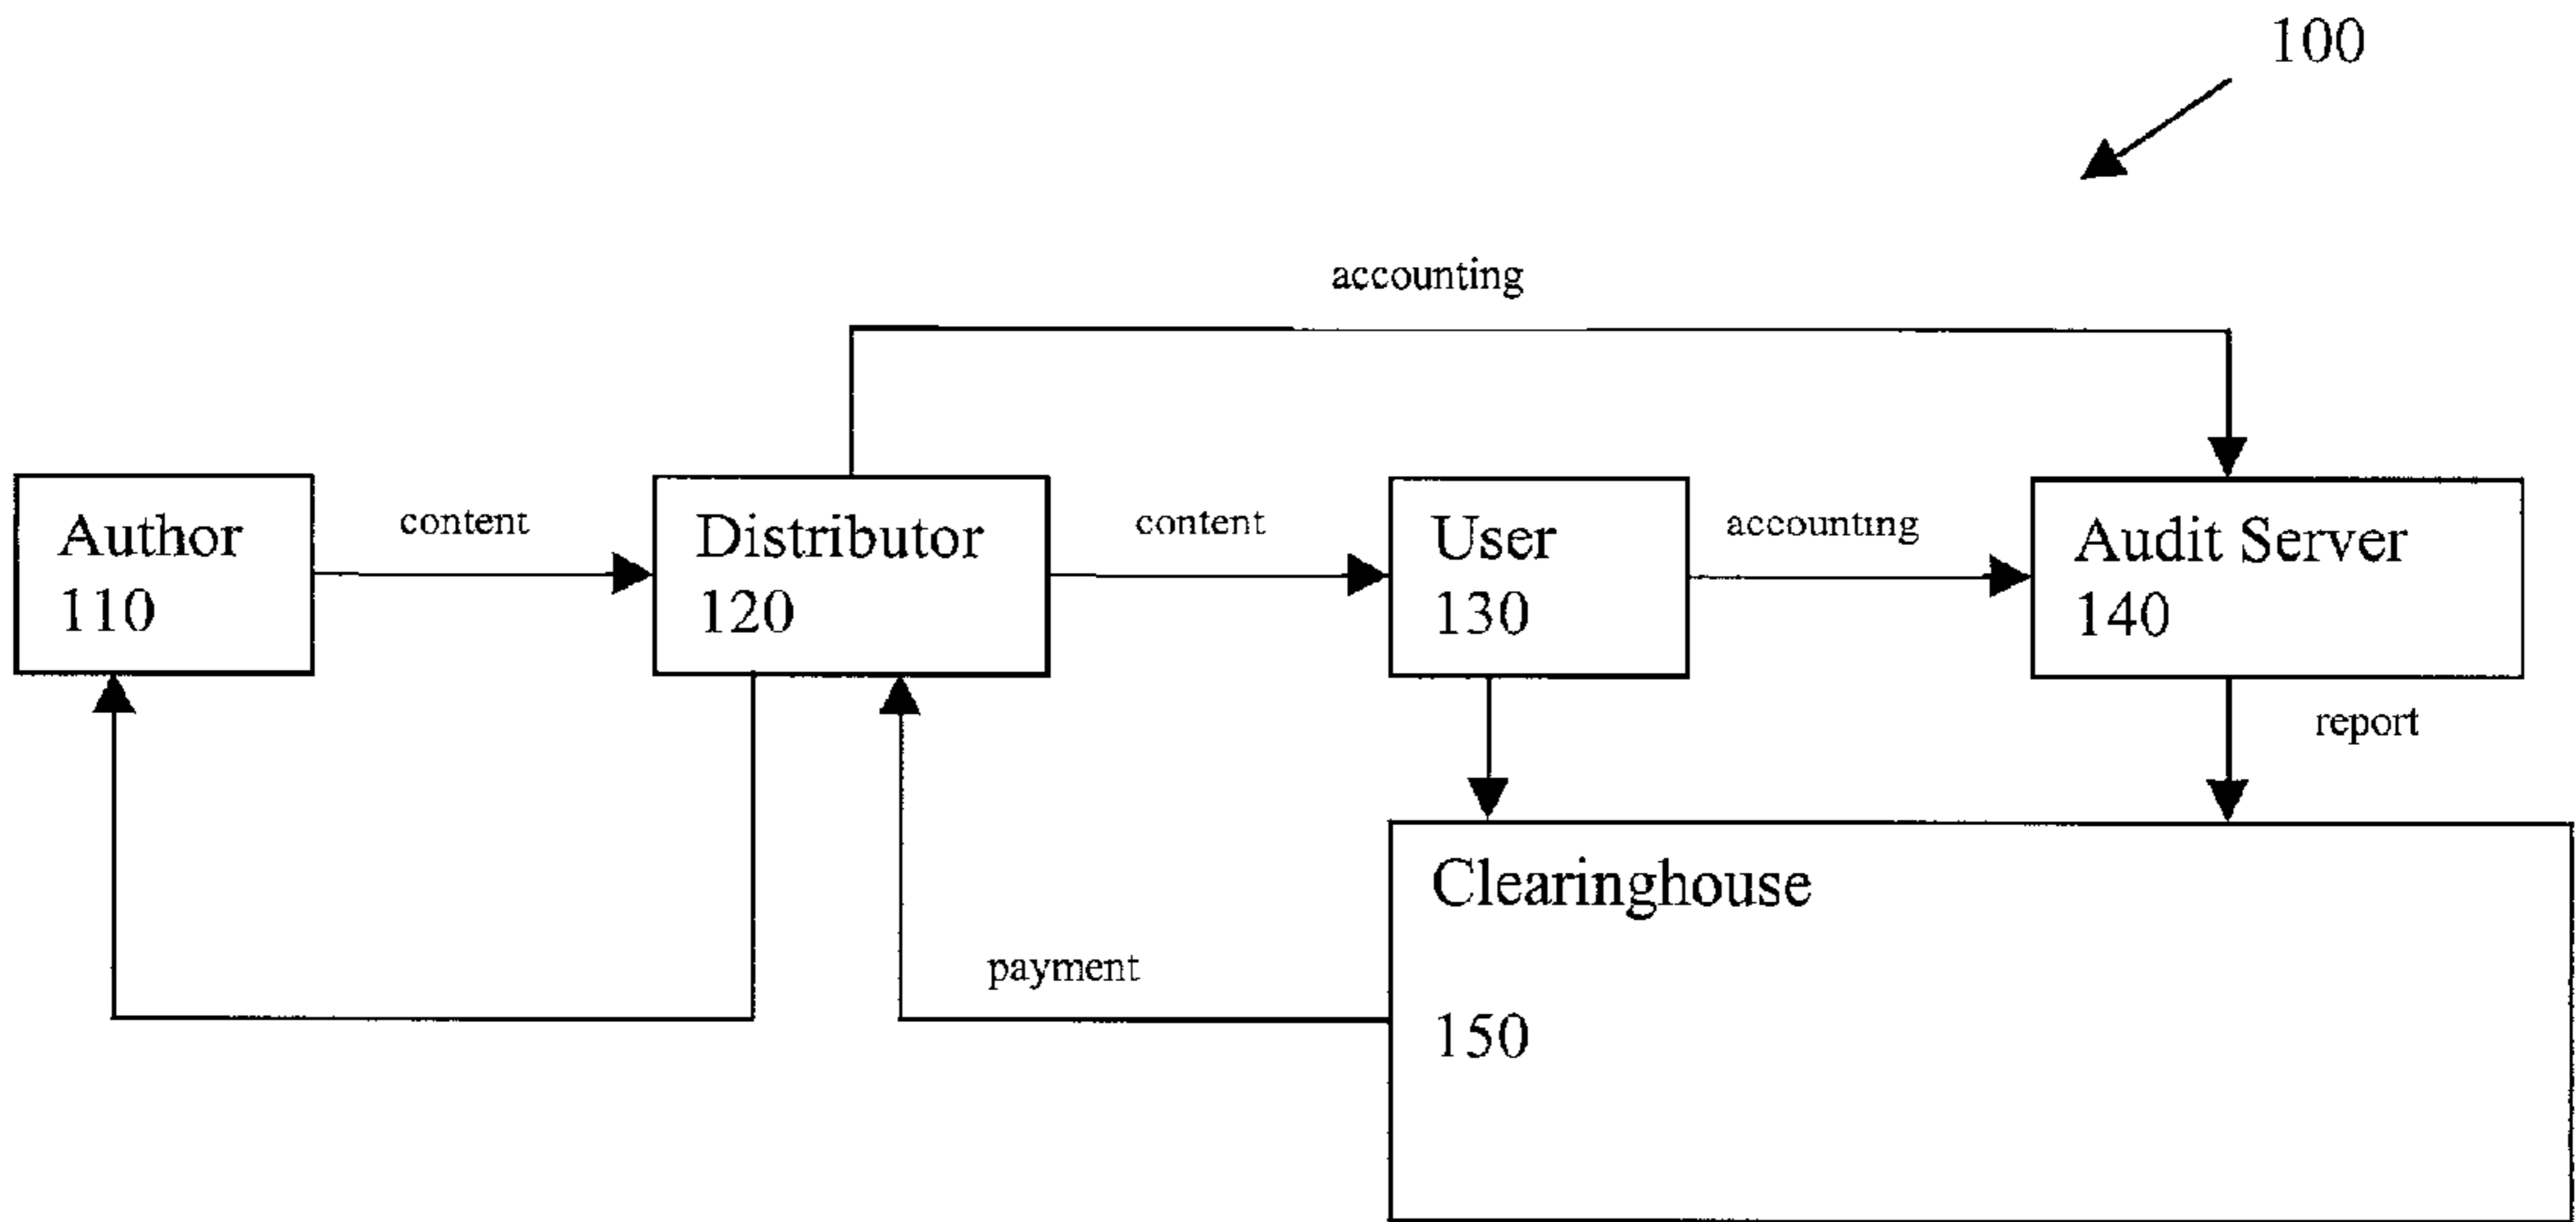 100
accounting
Author
110
content
Distributor
120
content
User
130
accounting
Audit Server
140
report
Clearinghouse
150
payment